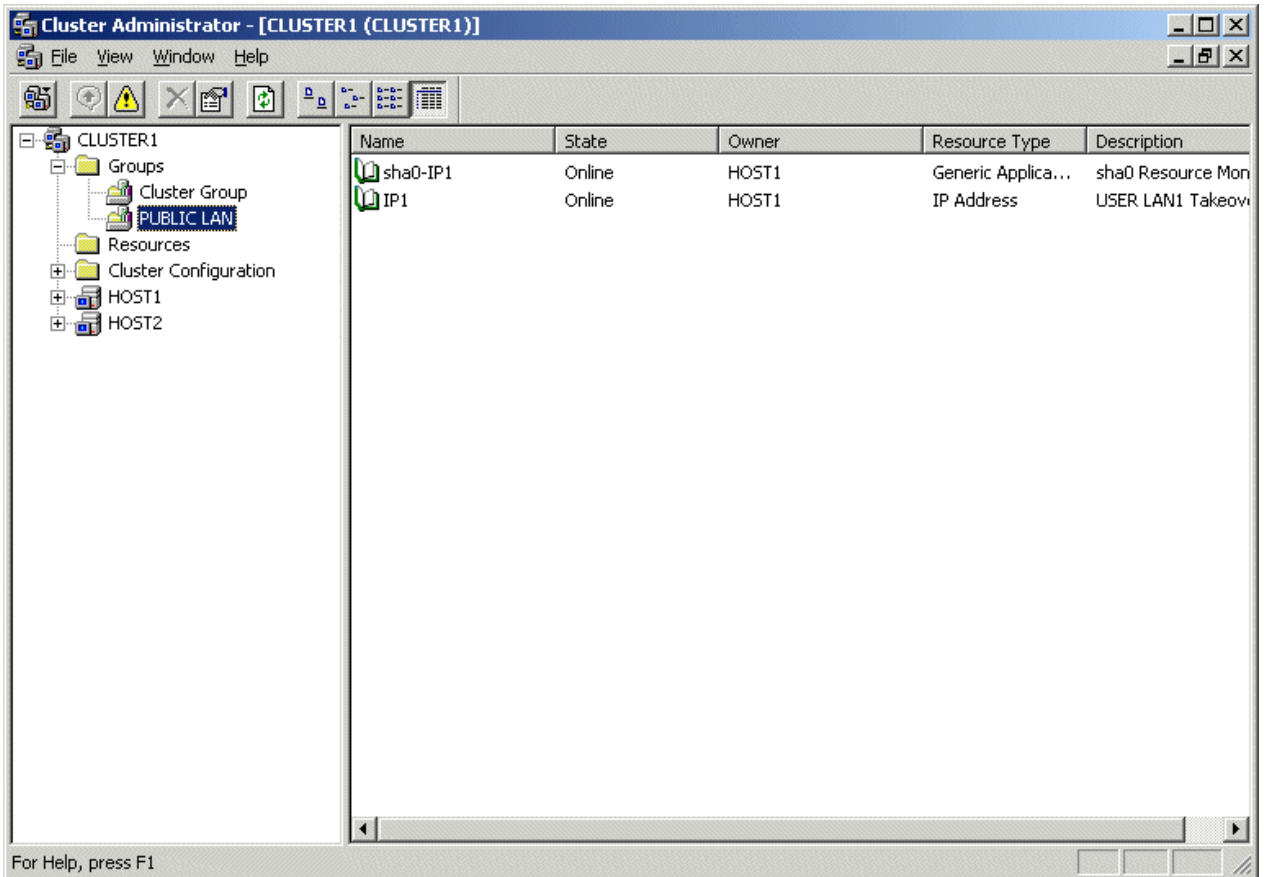 Cluster Administrator - [CLUSTER1 (CLUSTER1)]
File View Window Help
CLUSTER1
Groups
Cluster Group
PUBLIC LAN
Resources
Cluster Configuration
HOST1
HOST2
Name State Owner Resource Type Description
sha0-IP1 Online HOST1 Generic Applica... sha0 Resource Mon
IP1 Online HOST1 IP Address USER LAN1 Takeov
For Help, press F1